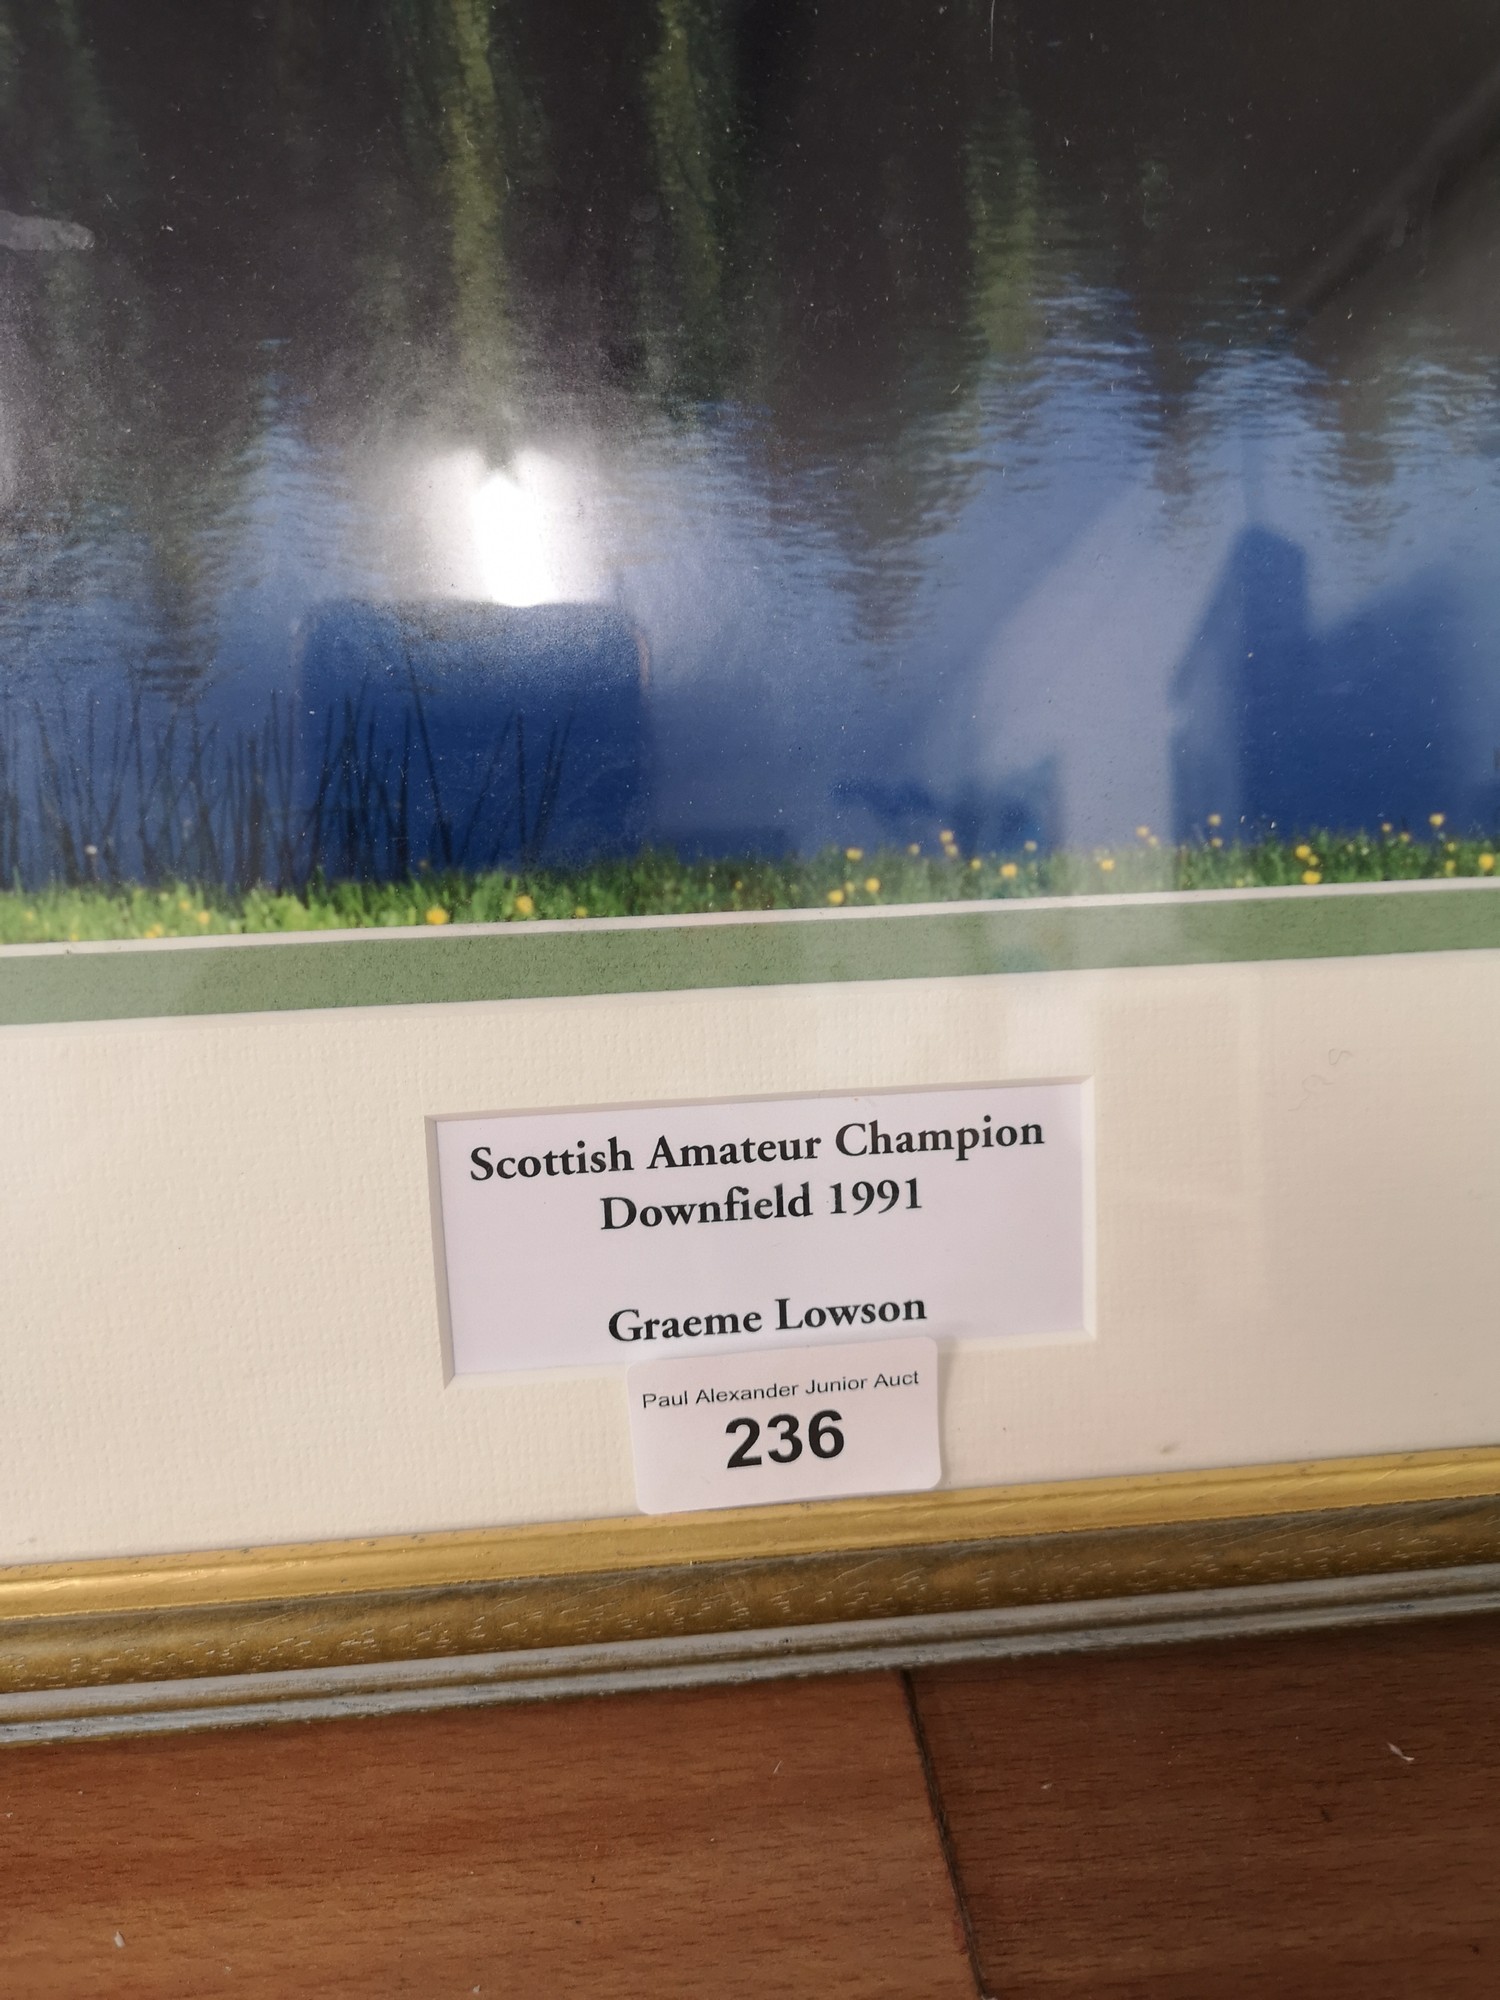 Scottish Amateur Champion
Downfield 1991
Graeme Lowson
Paul Alexander Junior Auct
236